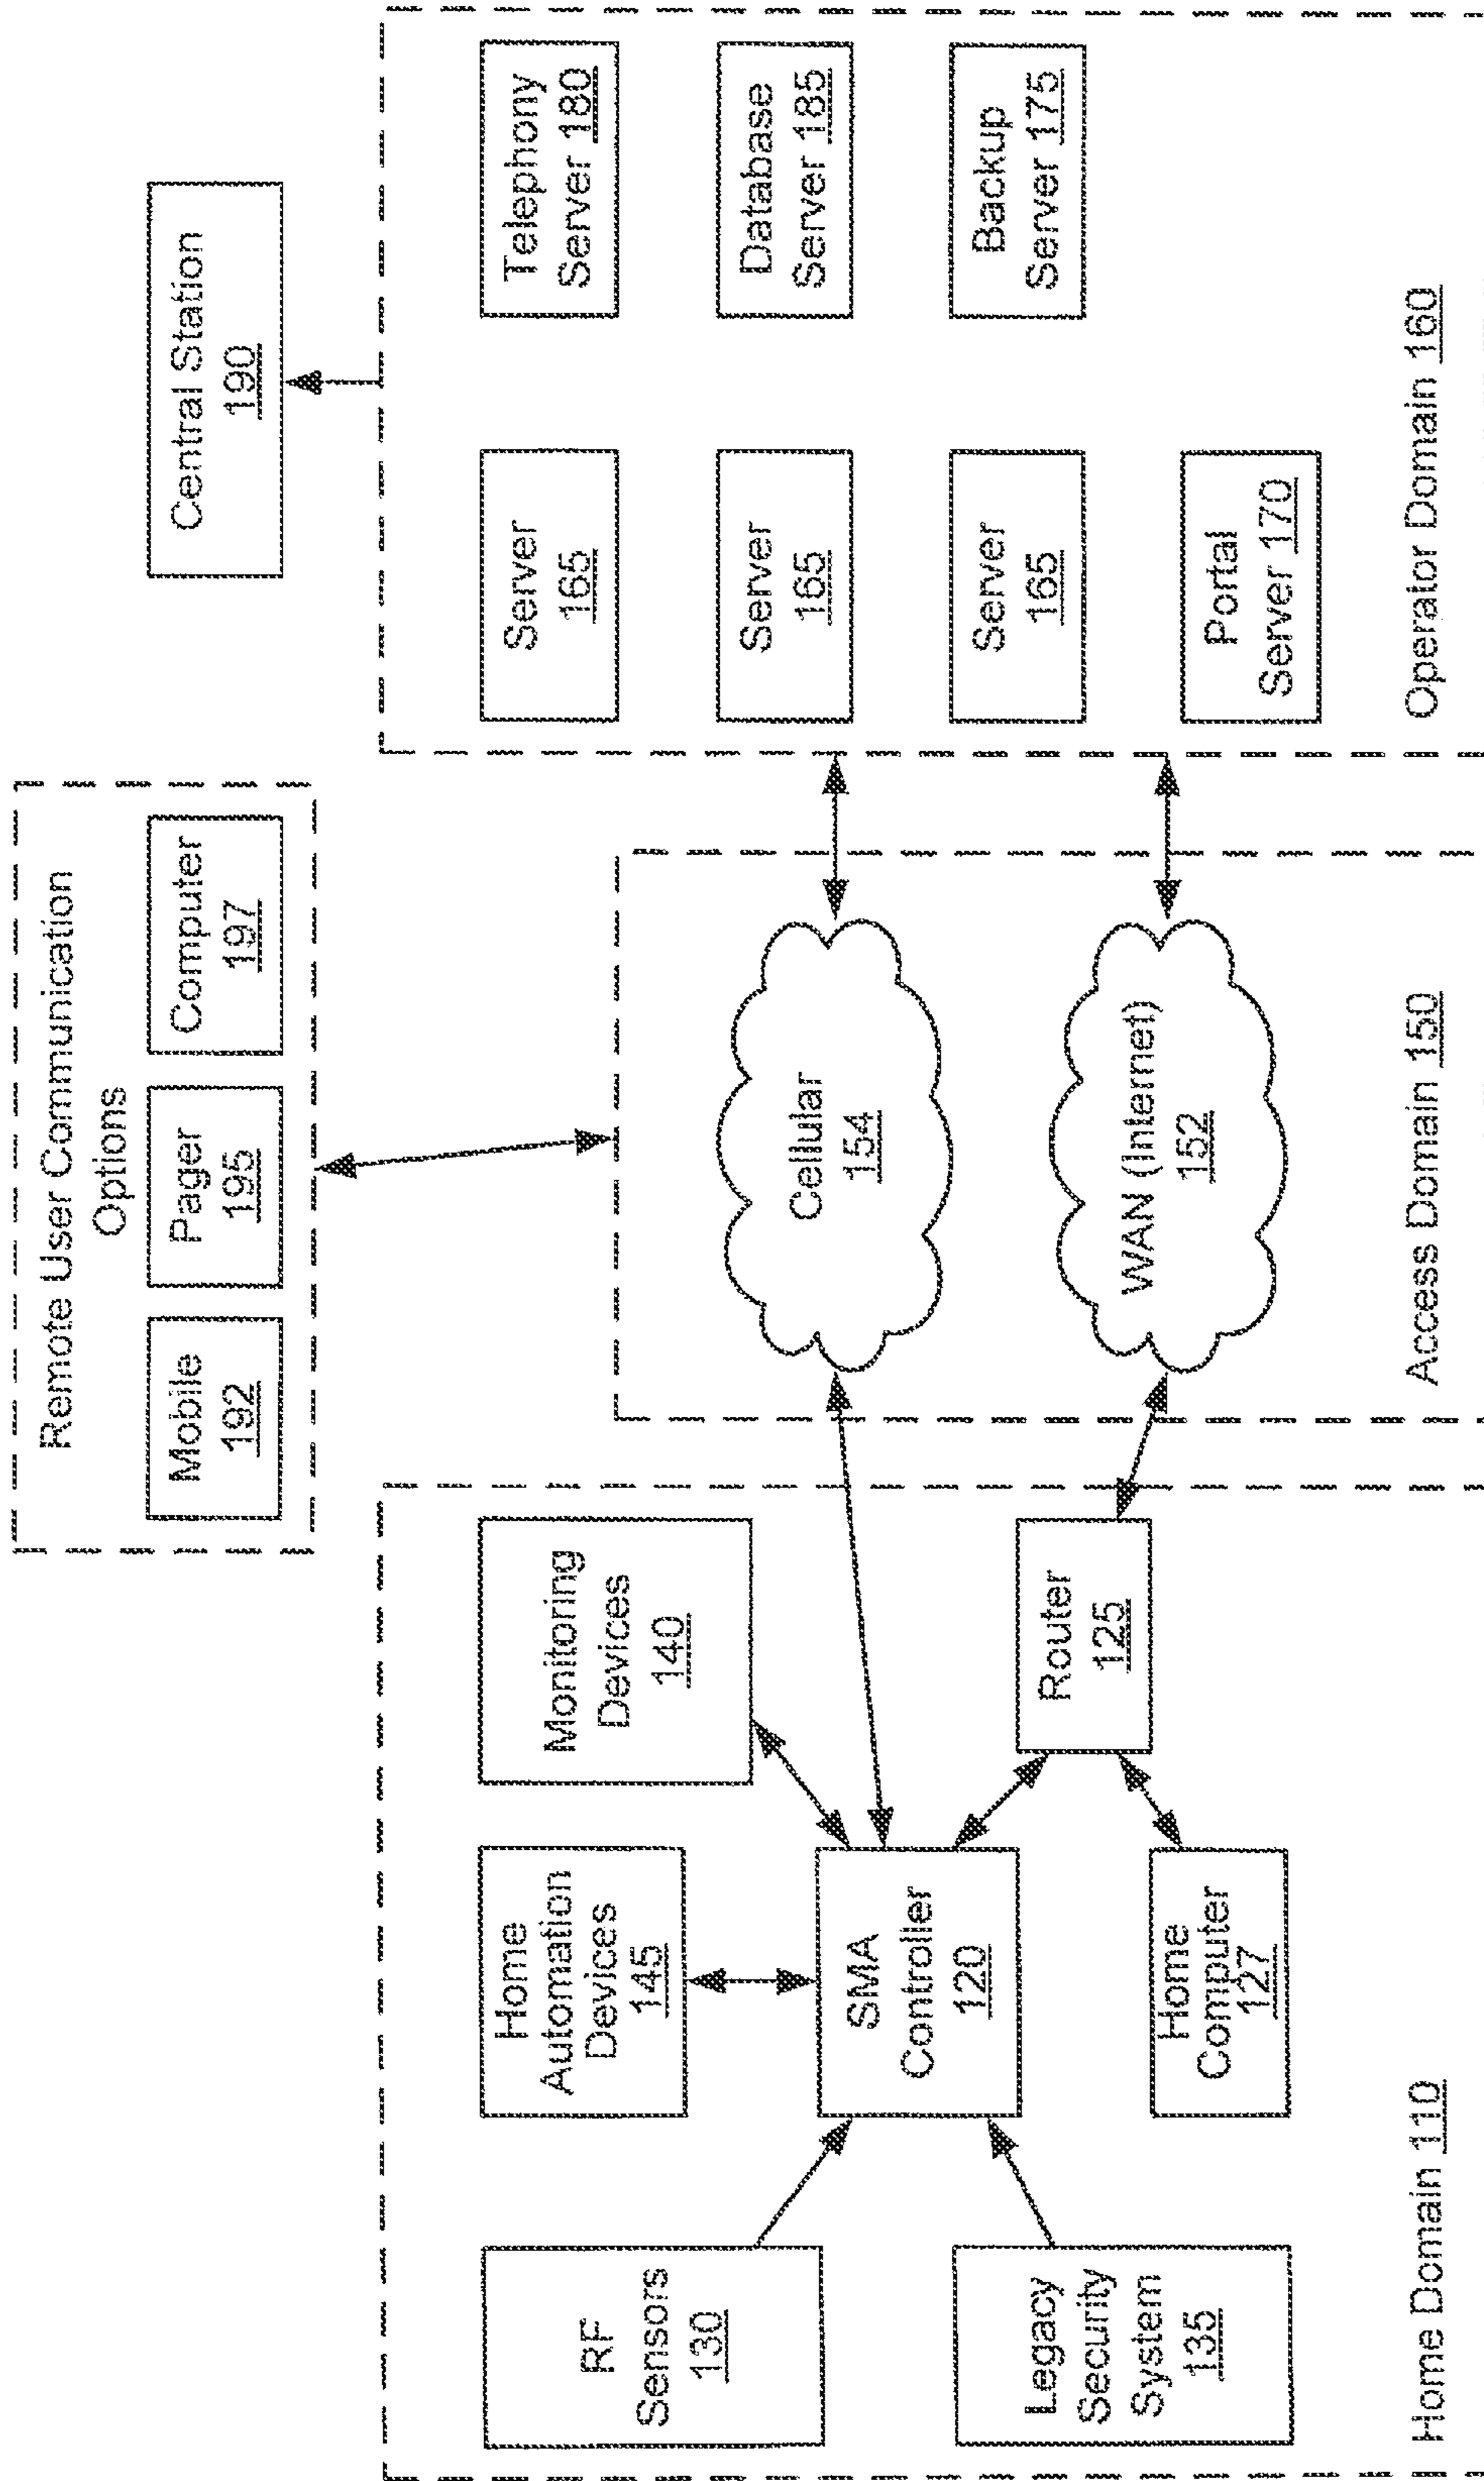 Remote User Communication
Options
Mobile
192
Pager
195
Computer
197
Central Station
190
RF
Sensors
130
Legacy
Security
System
135
Home
Automation
Devices
145
SMA
Controller
120
Home
Computer
127
Monitoring
Devices
140
Router
125
Home Domain 110
Cellular
154
WAN (Internet)
152
Access Domain 150
Server
165
Server
165
Server
165
Portal
Server 170
Telephony
Server 180
Database
Server 185
Backup
Server 175
Operator Domain 160